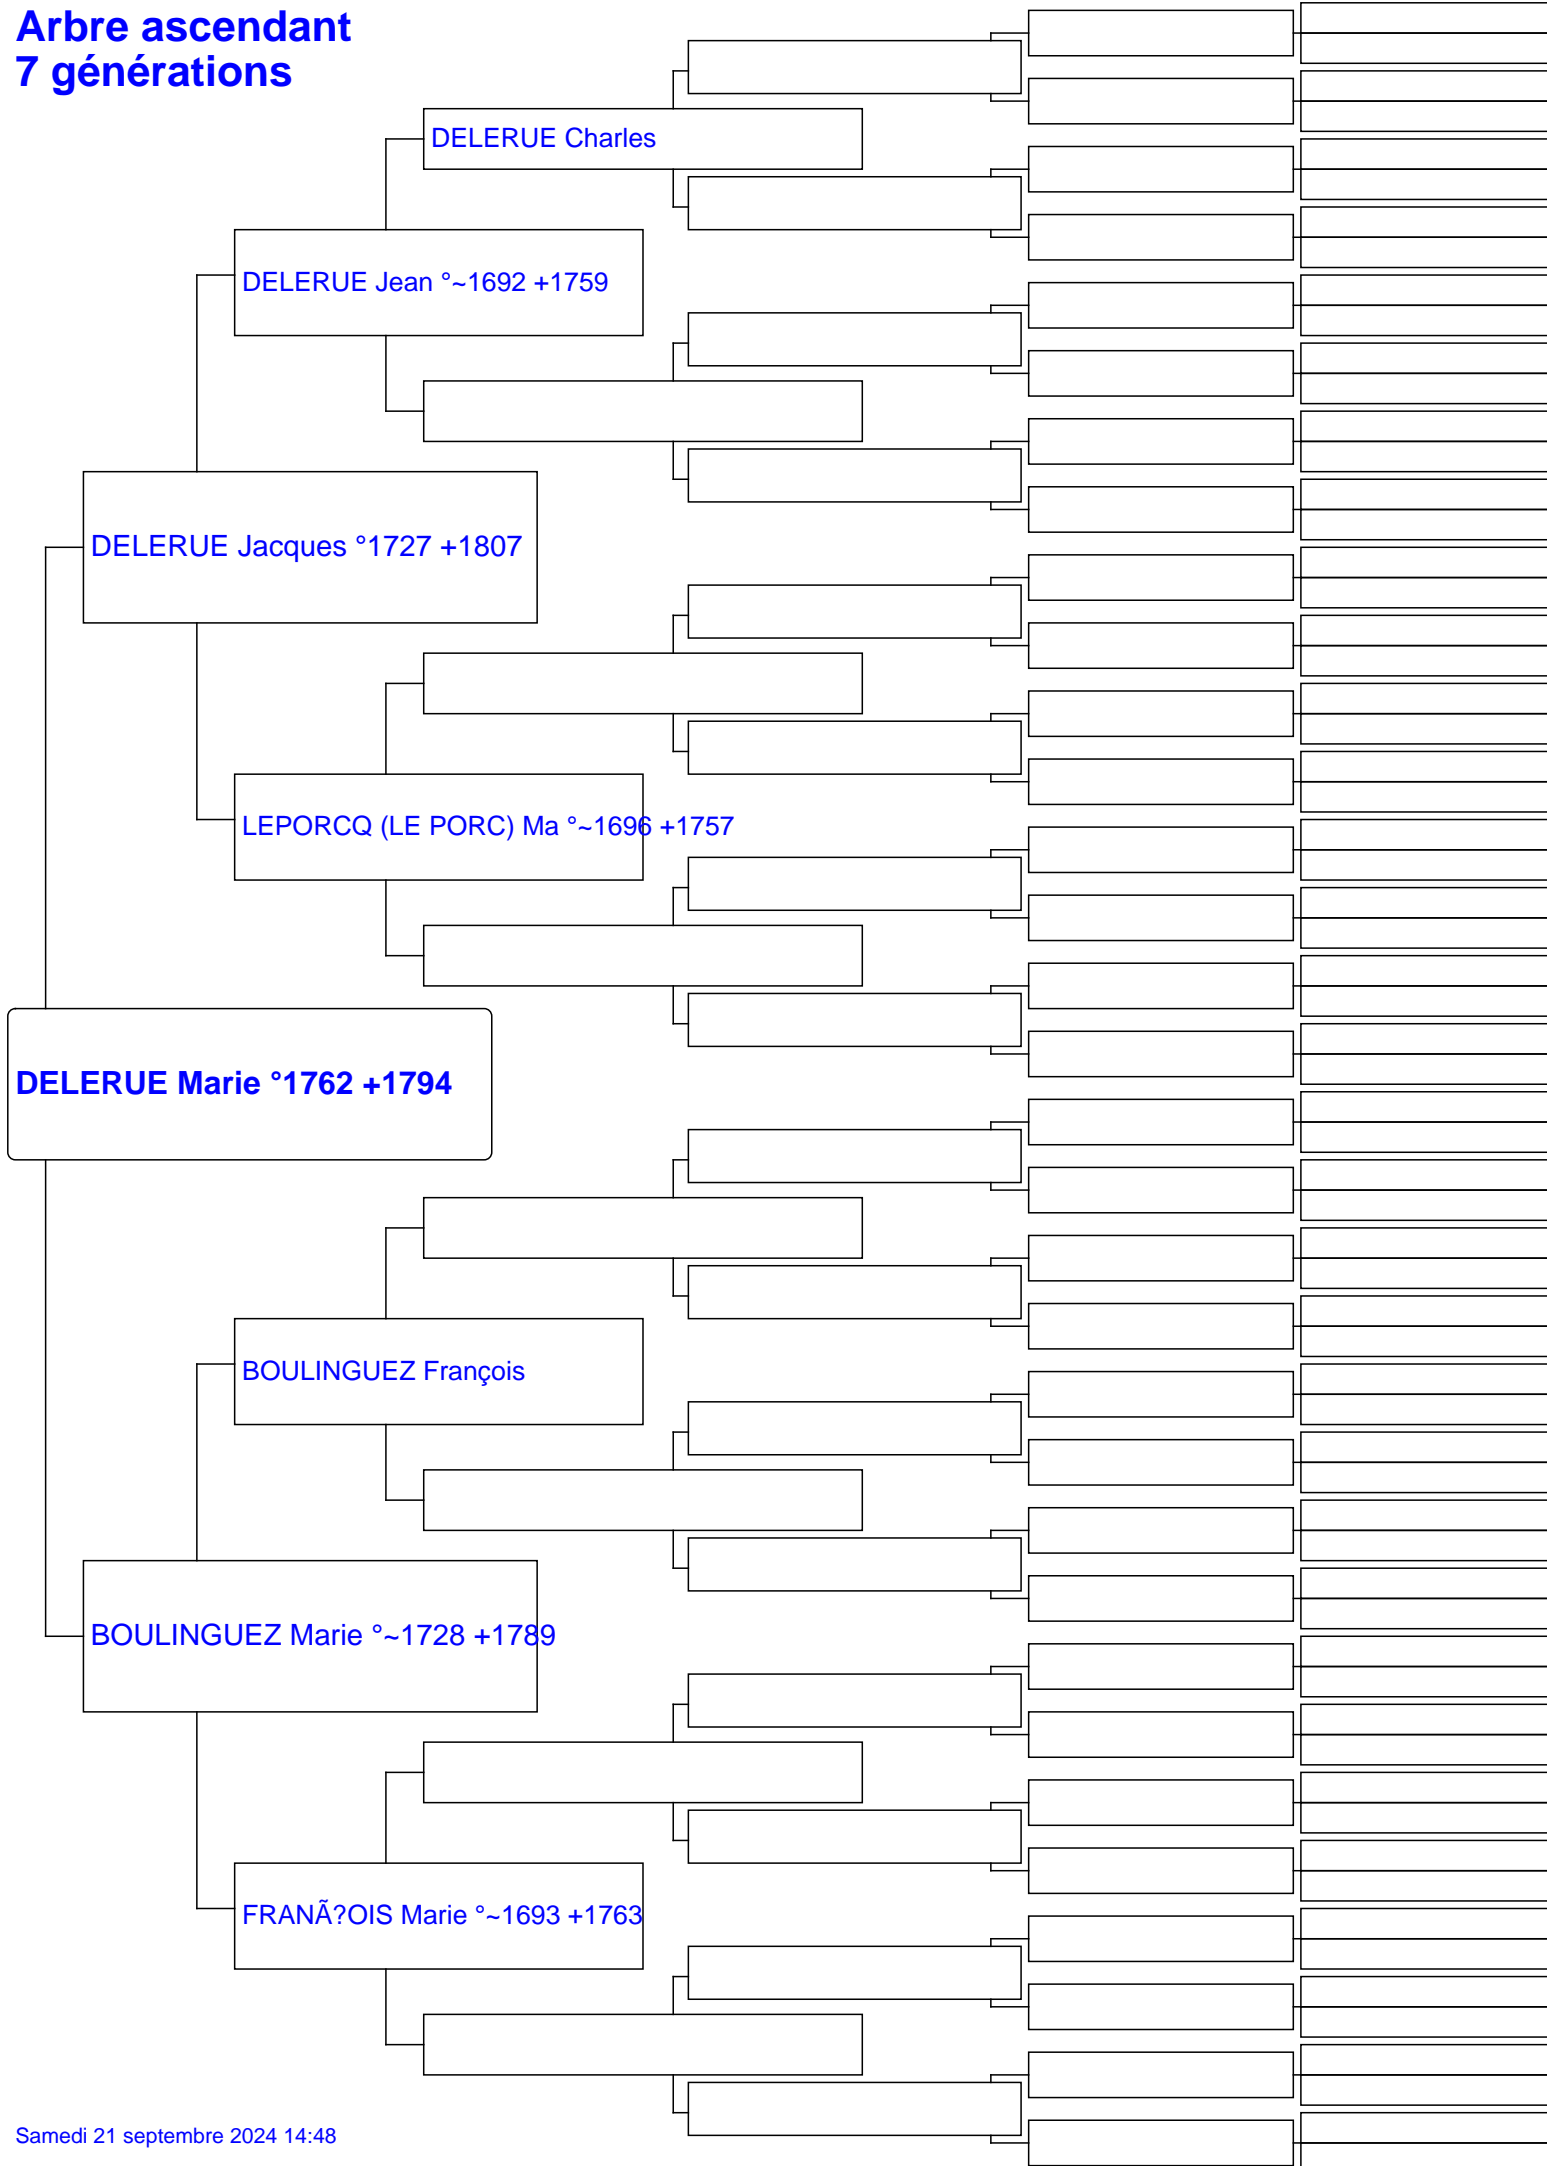 Arbre ascendant
7 générations
DELERUE Charles
DELERUE Jean °~1692 +1759
DELERUE Jacques °1727 +1807
LEPORCQ (LE PORC) Ma °~1696 +1757
DELERUE Marie °1762 +1794
BOULINGUEZ François
BOULINGUEZ Marie °~1728 +1789
FRANÃ?OIS Marie °~1693 +1763
Samedi 21 septembre 2024 14:48